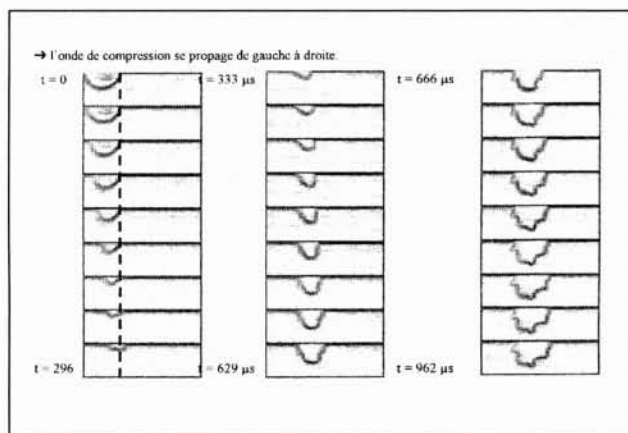 → l'onde de compression se propage de gauche à droite.
t = 0
t = 333 µs
t = 666 µs
t = 296
t = 629 µs
t = 962 µs